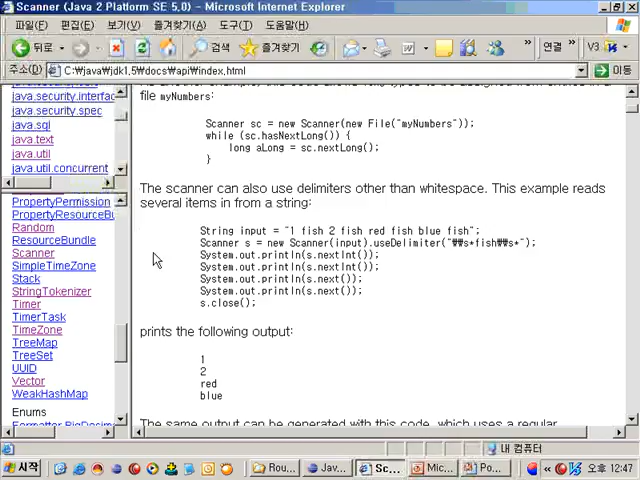 Scanner (Java 2 Platform SE 5.0) - Microsoft Internet Explorer
파일(F) 편집(E) 보기(V) 즐겨찾기(A) 도구(T) 도움말(H)
뒤로 검색 즐겨찾기 연결 V3
주소(D) C:₩java₩jdk1,5₩docs₩api₩index,html 이동
java.security.interfac
java.security.spec
java.sql
java.text
java.util
java.util.concurrent
PropertyPermission
PropertyResourceBu
Random
ResourceBundle
Scanner
SimpleTimeZone
Stack
StringTokenizer
Timer
TimerTask
TimeZone
TreeMap
TreeSet
UUID
Vector
WeakHashMap
Enums
Formatter.BigDecim
file myNumbers:
Scanner sc = new Scanner(new File("myNumbers"));
while (sc.hasNextLong()) {
long aLong = sc.nextLong();
}
The scanner can also use delimiters other than whitespace. This example reads
several items in from a string:
String input = "1 fish 2 fish red fish blue fish";
Scanner s = new Scanner(input).useDelimiter("₩₩s*fish₩₩s*");
System.out.println(s.nextInt());
System.out.println(s.nextInt());
System.out.println(s.next());
System.out.println(s.next());
s.close();
prints the following output:
1
2
red
blue
The same output can be generated with this code, which uses a regular
내 컴퓨터
시작 Rou... Java... Sc... Mic... Po... 오후 12:47